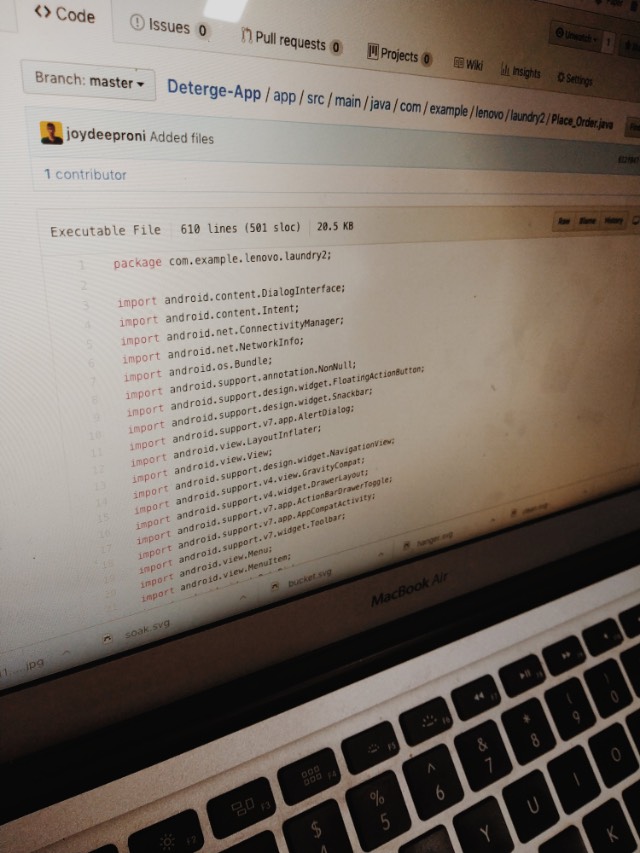 Code Issues 0 Pull requests 0 Projects 0 Wiki Insights Settings
Unwatch 1
Branch: master Deterge-App / app / src / main / java / com / example / lenovo / laundry2 / Place_Order.java
joydeeproni Added files
1 contributor
Executable File 610 lines (501 sloc) 20.5 KB Raw Blame History
1 package com.example.lenovo.laundry2;
2
3 import android.content.DialogInterface;
4 import android.content.Intent;
5 import android.net.ConnectivityManager;
6 import android.net.NetworkInfo;
7 import android.os.Bundle;
8 import android.support.annotation.NonNull;
9 import android.support.design.widget.FloatingActionButton;
10 import android.support.design.widget.Snackbar;
11 import android.support.v7.app.AlertDialog;
12 import android.view.LayoutInflater;
13 import android.view.View;
14 import android.support.design.widget.NavigationView;
15 import android.support.v4.view.GravityCompat;
16 import android.support.v4.widget.DrawerLayout;
17 import android.support.v7.app.ActionBarDrawerToggle;
18 import android.support.v7.app.AppCompatActivity;
19 import android.support.v7.widget.Toolbar;
import android.view.Menu;
import android.view.MenuItem;
1....jpg soak.svg bucket.svg hanger.svg clean.svg
MacBook Air
F3 F4 F5 F6 F7
$ 4 % 5 ^ 6 & 7 * 8 ( 9 ) 0
Y U I O